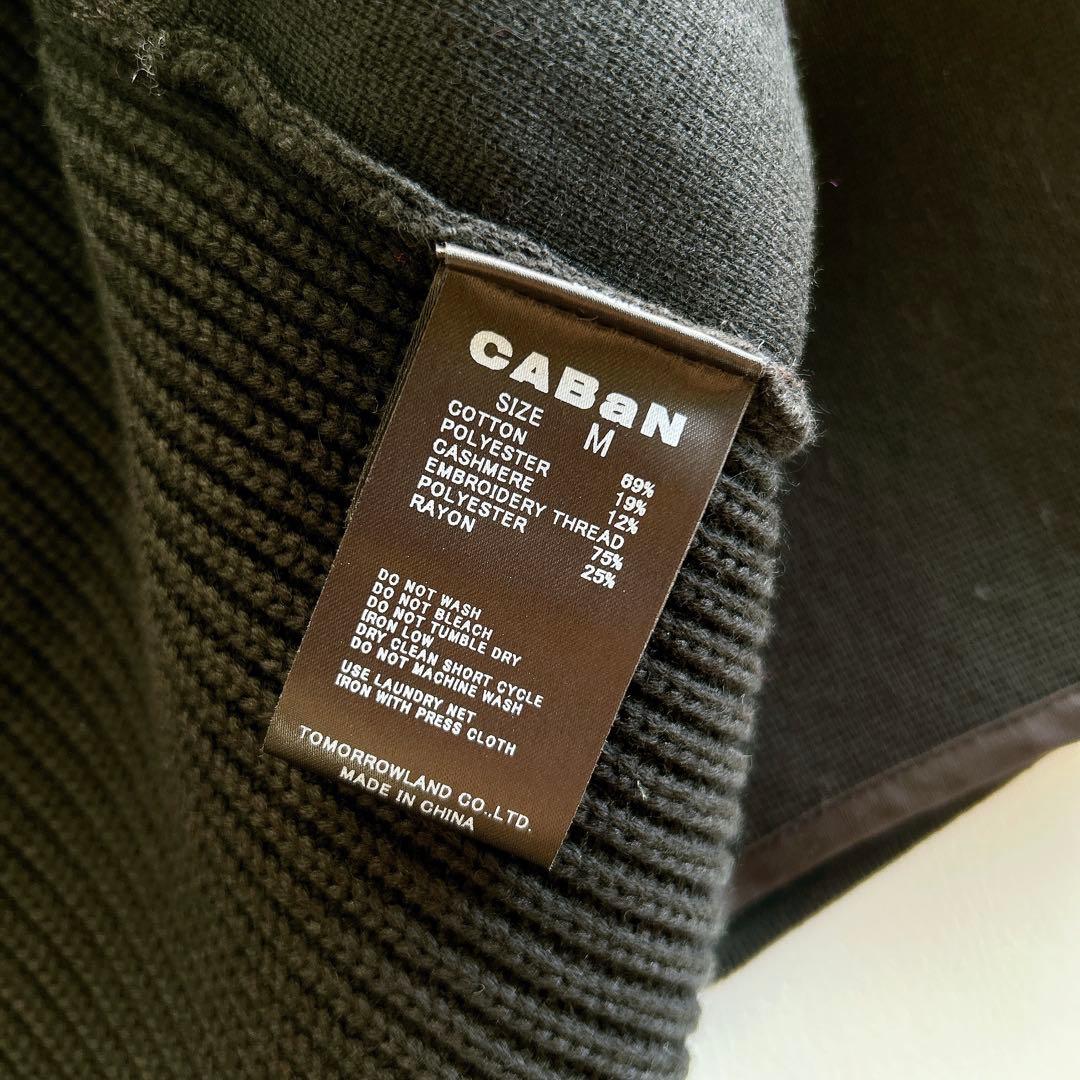 CABaN
SIZE M
COTTON 69%
POLYESTER 19%
CASHMERE 12%
EMBROIDERY THREAD
POLYESTER 75%
RAYON 25%
DO NOT WASH
DO NOT BLEACH
DO NOT TUMBLE DRY
IRON LOW
DRY CLEAN SHORT CYCLE
DO NOT MACHINE WASH
USE LAUNDRY NET
IRON WITH PRESS CLOTH
TOMORROWLAND CO.,LTD.
MADE IN CHINA